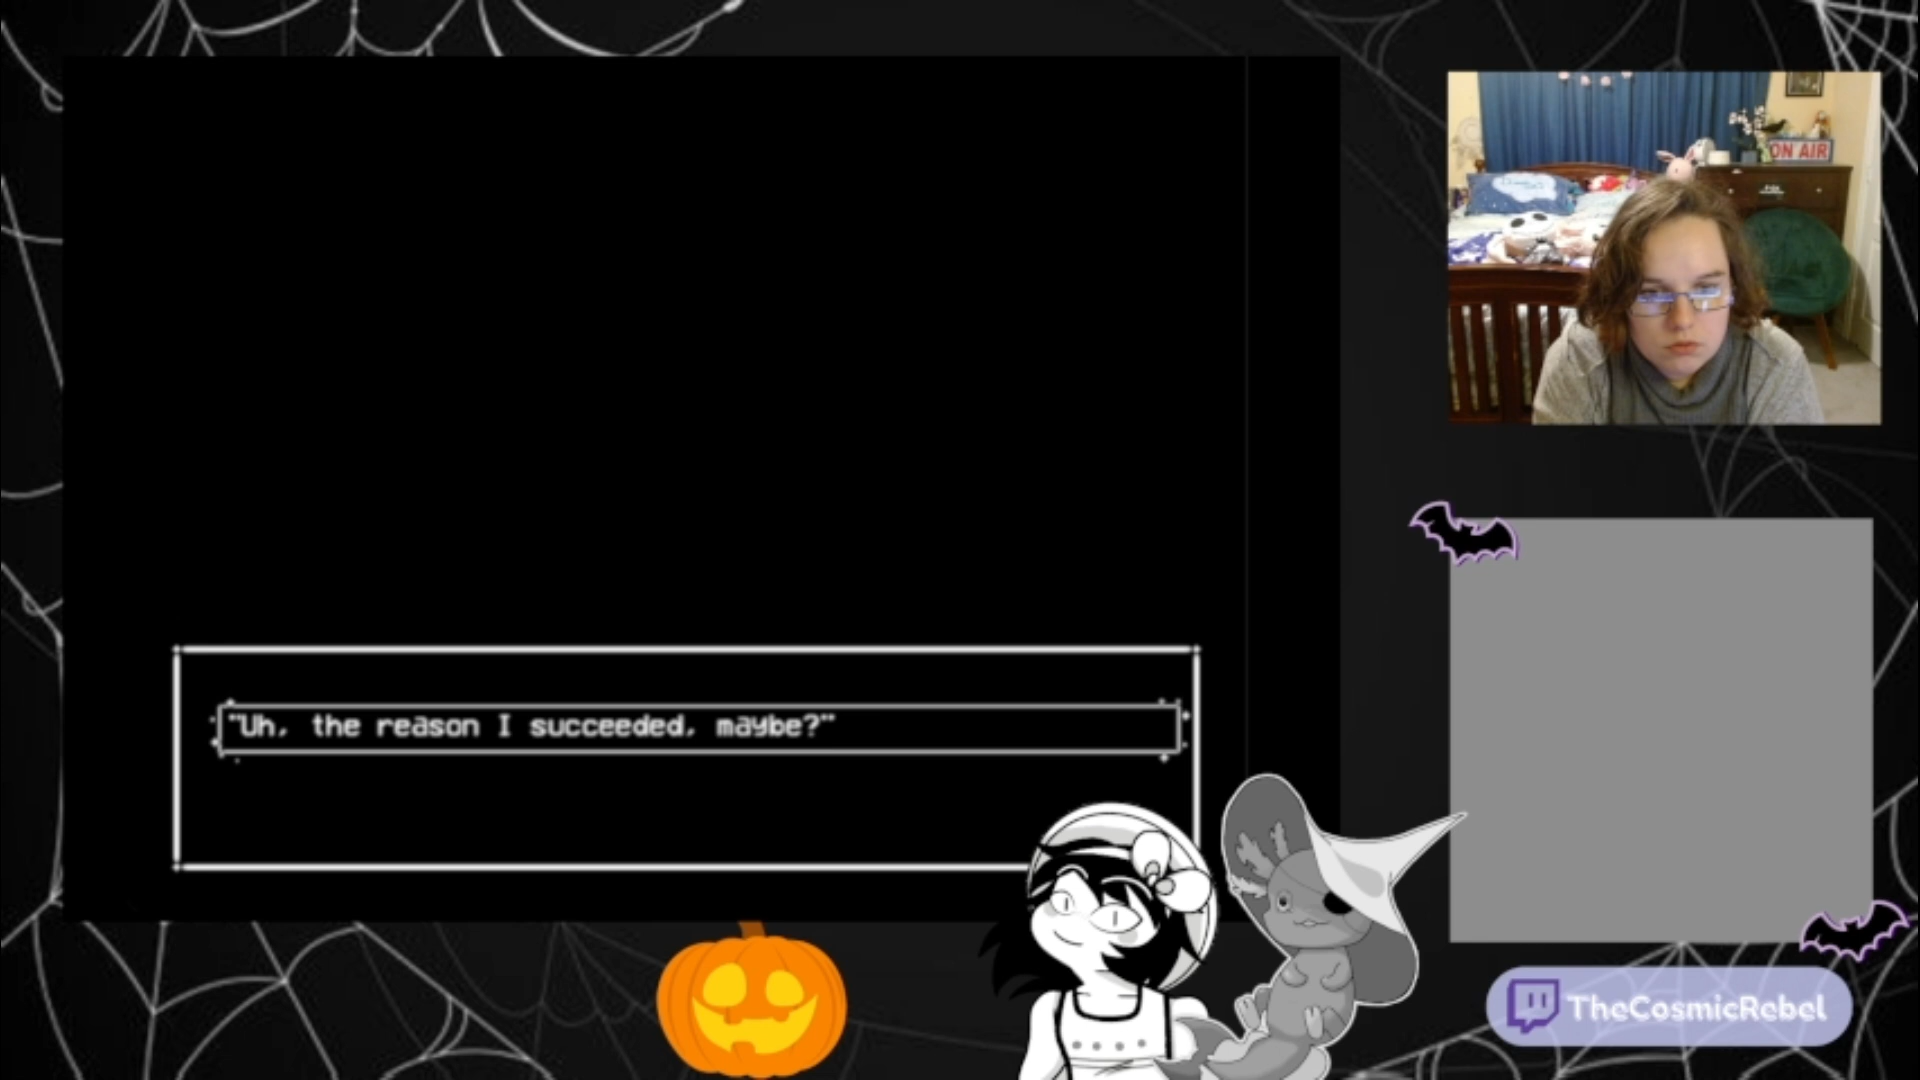 ON AIR
"Uh, the reason I succeeded, maybe?"
TheCosmicRebel